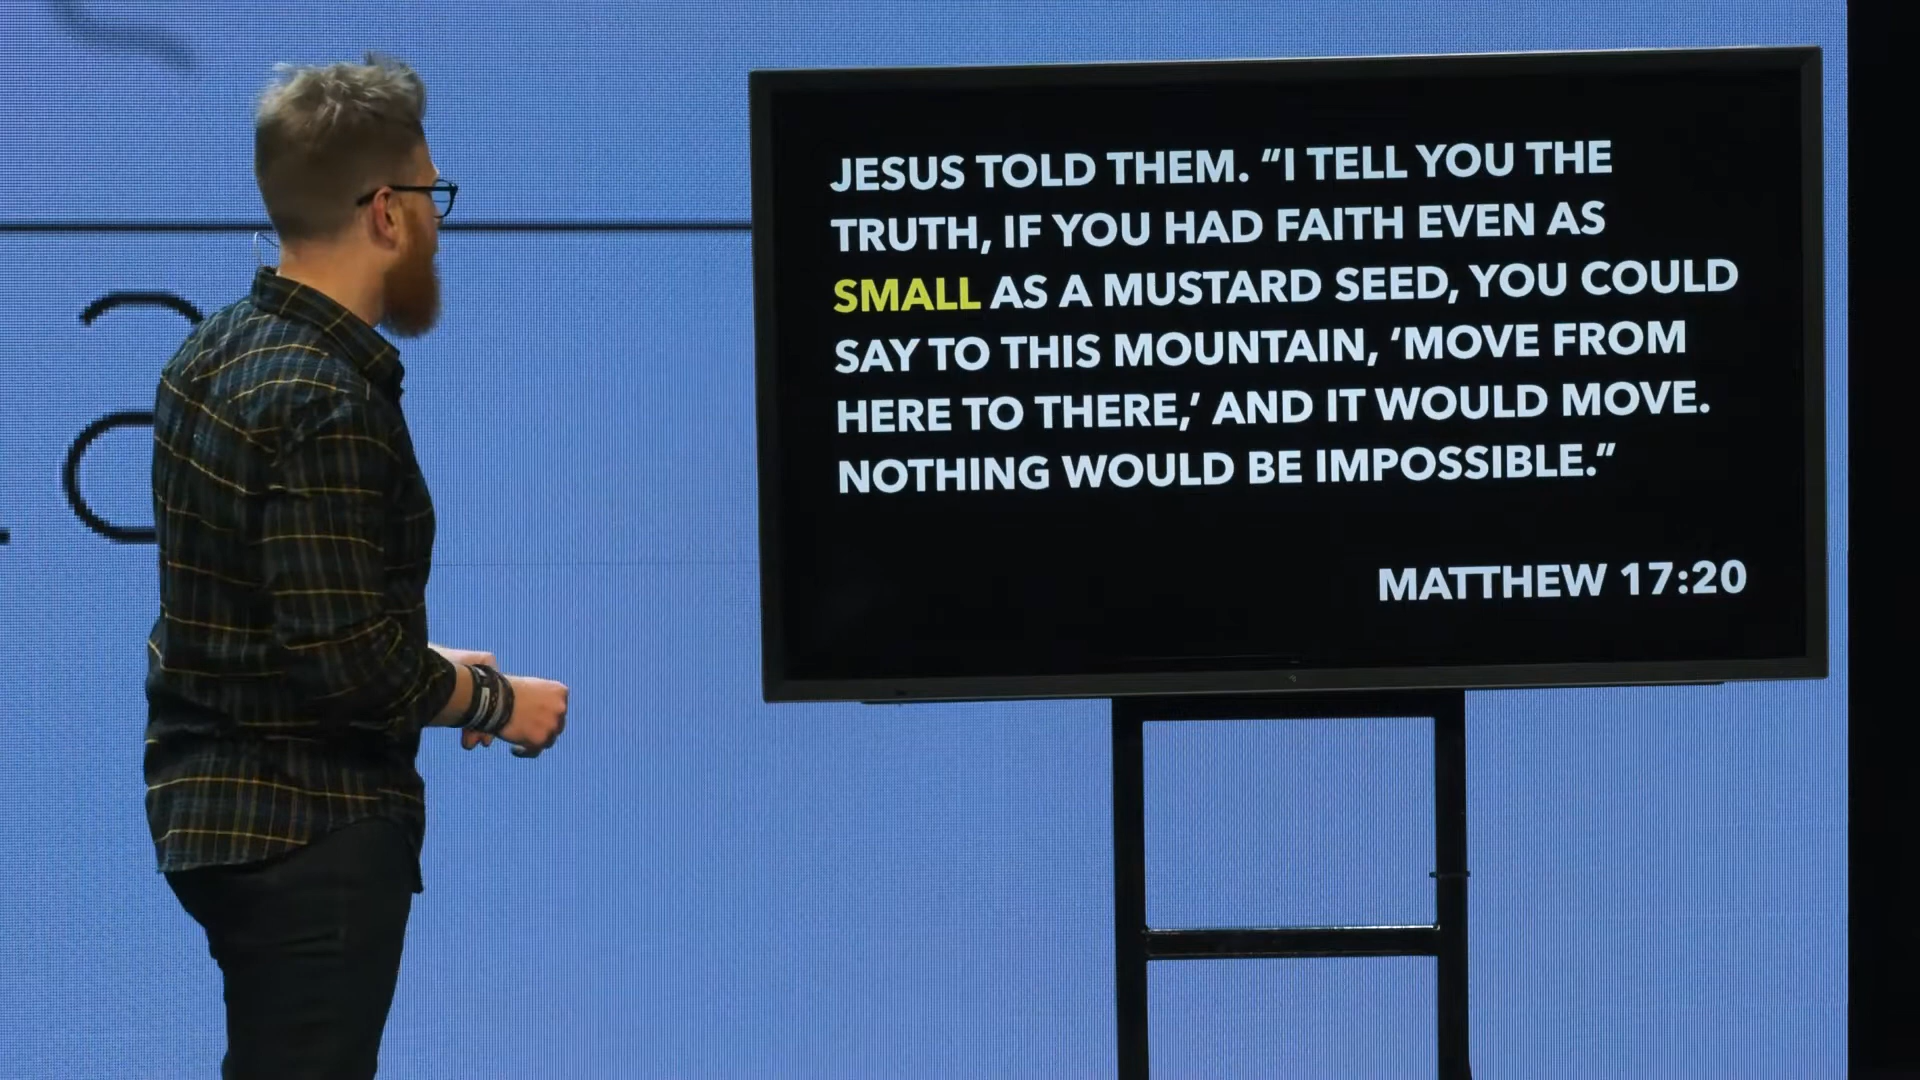 JESUS TOLD THEM. "I TELL YOU THE
TRUTH, IF YOU HAD FAITH EVEN AS
SMALL AS A MUSTARD SEED, YOU COULD
SAY TO THIS MOUNTAIN, 'MOVE FROM
HERE TO THERE,' AND IT WOULD MOVE.
NOTHING WOULD BE IMPOSSIBLE."
MATTHEW 17:20